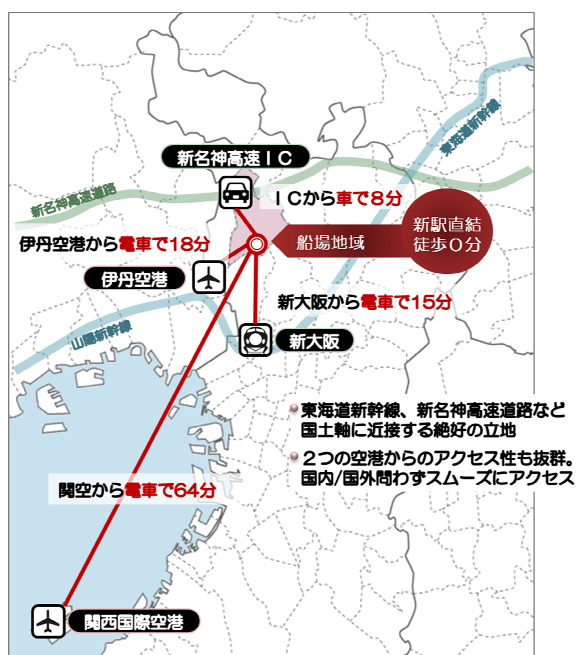 東海道新幹線
新名神高速ＩＣ
新名神高速道路
ＩＣから車で８分
新駅直結
徒歩０分
船場地域
伊丹空港から電車で18分
伊丹空港
新大阪から電車で15分
山陽新幹線
新大阪
東海道新幹線、新名神高速道路など
国土軸に近接する絶好の立地
２つの空港からのアクセス性も抜群。
国内/国外問わずスムーズにアクセス
関空から電車で64分
関西国際空港